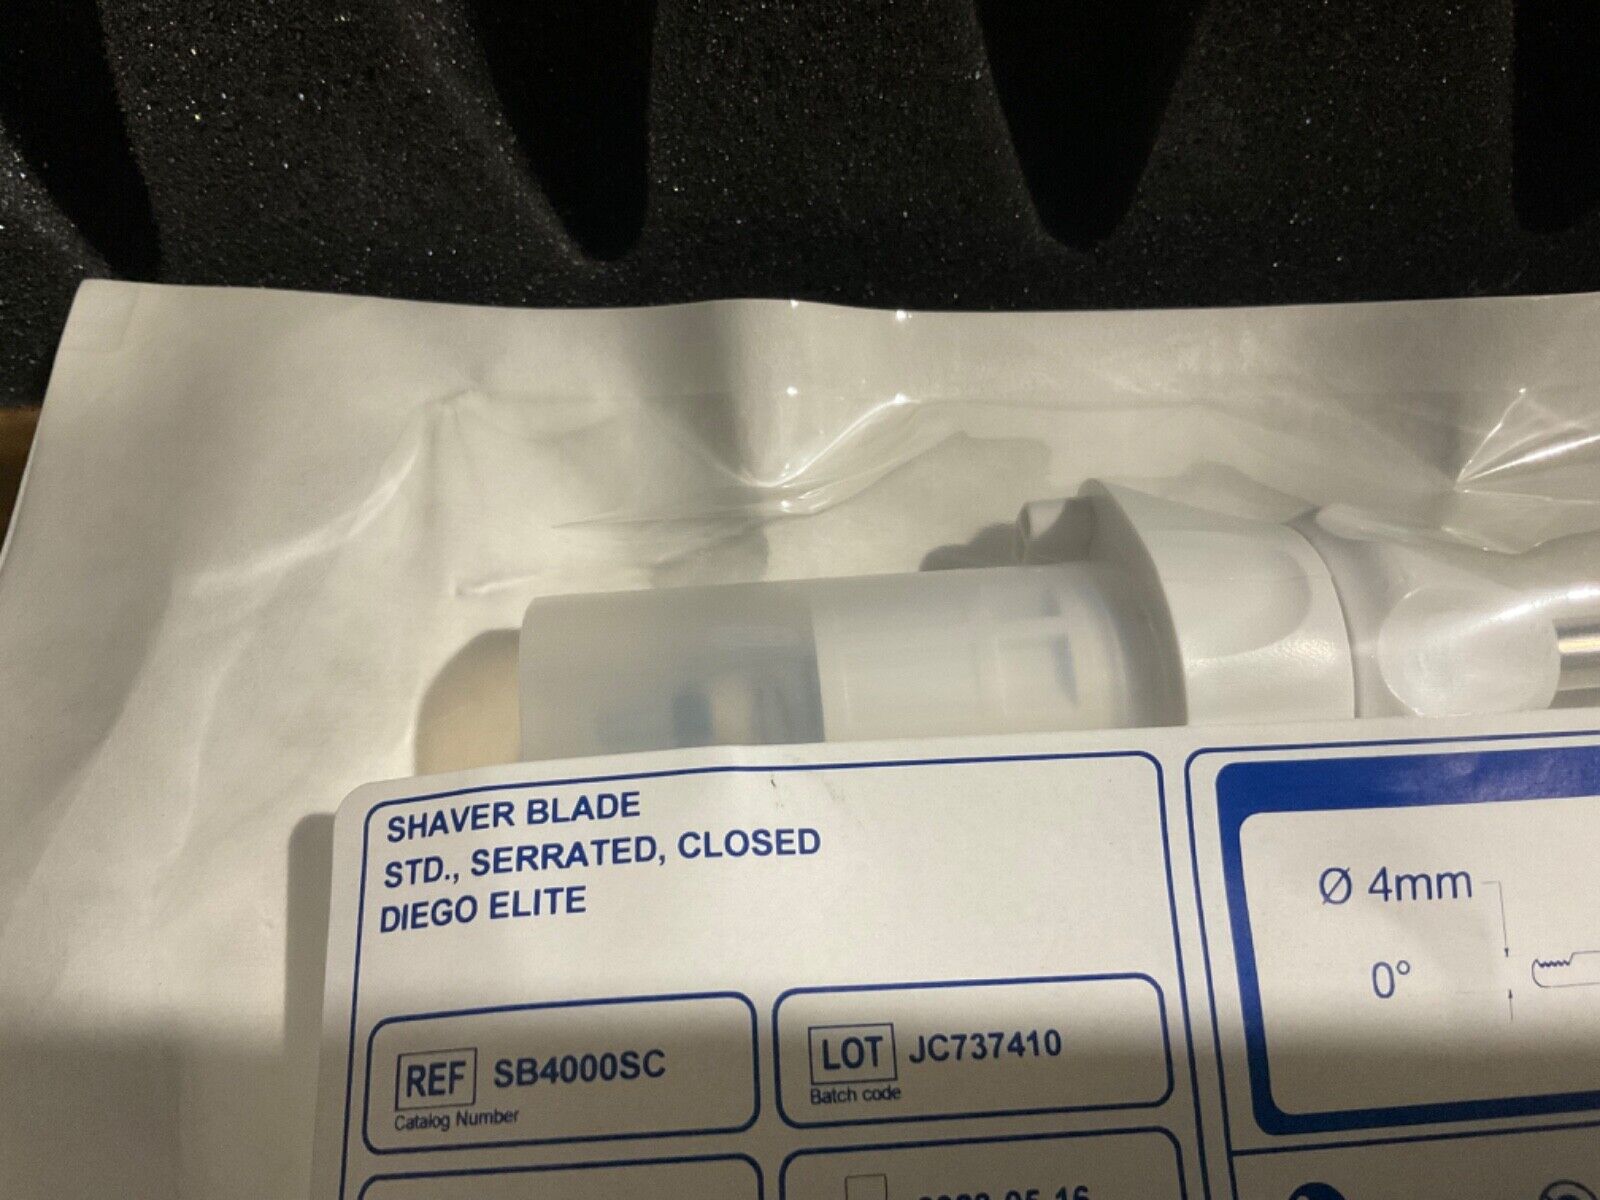 SHAVER BLADE
STD., SERRATED, CLOSED
DIEGO ELITE
REF SB4000SC
Catalog Number
LOT JC737410
Batch code
Ø 4mm
0°